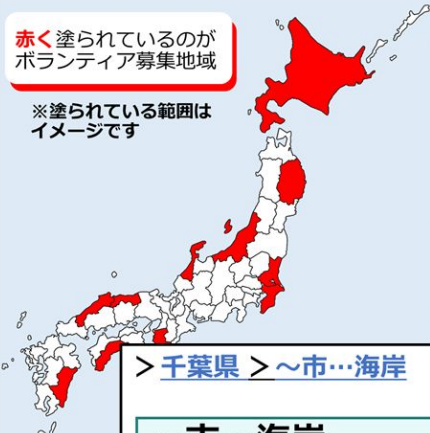 赤く塗られているのが
ボランティア募集地域
※塗られている範囲は
イメージです
> 千葉県 > ～市…海岸